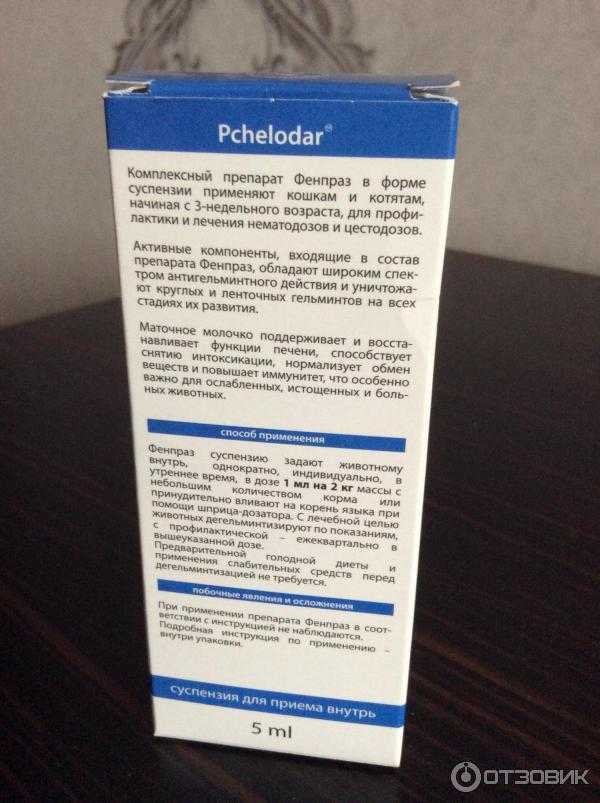 Pchelodar®
Комплексный препарат Фенпраз в форме
суспензии применяют кошкам и котятам,
начиная с 3-недельного возраста, для профи-
лактики и лечения нематодозов и цестодозов.
Активные компоненты, входящие в состав
препарата Фенпраз, обладают широким спек-
тром антигельминтного действия и уничтожа-
ют круглых и ленточных гельминтов на всех
стадиях их развития.
Маточное молочко поддерживает и восста-
навливает функции печени, способствует
снятию интоксикации, нормализует обмен
веществ и повышает иммунитет, что особенно
важно для ослабленных, истощенных и боль-
ных животных.
способ применения
Фенпраз суспензию задают животному
внутрь, однократно, индивидуально, в
утреннее время, в дозе 1 мл на 2 кг массы с
небольшим количеством корма или
принудительно вливают на корень языка при
помощи шприца-дозатора. С лечебной целью
животных дегельминтизируют по показаниям,
с профилактической – ежеквартально в
вышеуказанной дозе.
Предварительной голодной диеты и
применения слабительных средств перед
дегельминтизацией не требуется.
побочные явления и осложнения
При применении препарата Фенпраз в соот-
ветствии с инструкцией не наблюдаются.
Подробная инструкция по применению –
внутри упаковки.
суспензия для приема внутрь
5 ml
ОТЗОВИК